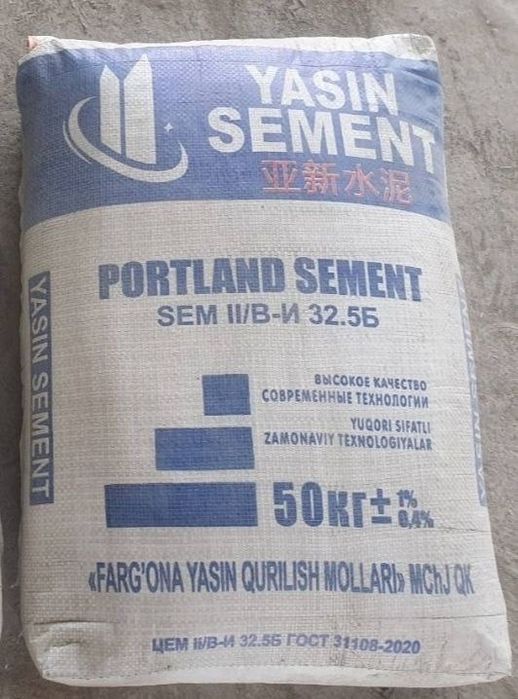 YASIN
SEMENT
亚新水泥
PORTLAND SEMENT
SEM II/B-И 32.5Б
YASIN SEMENT
ВЫСОКОЕ КАЧЕСТВО
СОВРЕМЕННЫЕ ТЕХНОЛОГИИ
YUQORI SIFATLI
ZAMONAVIY TEXNOLOGIYALAR
50кг± 1%
0,4%
«FARG'ONA YASIN QURILISH MOLLARI» MChJ QK
ЦЕМ II/В-И 32.5Б ГОСТ 31108-2020